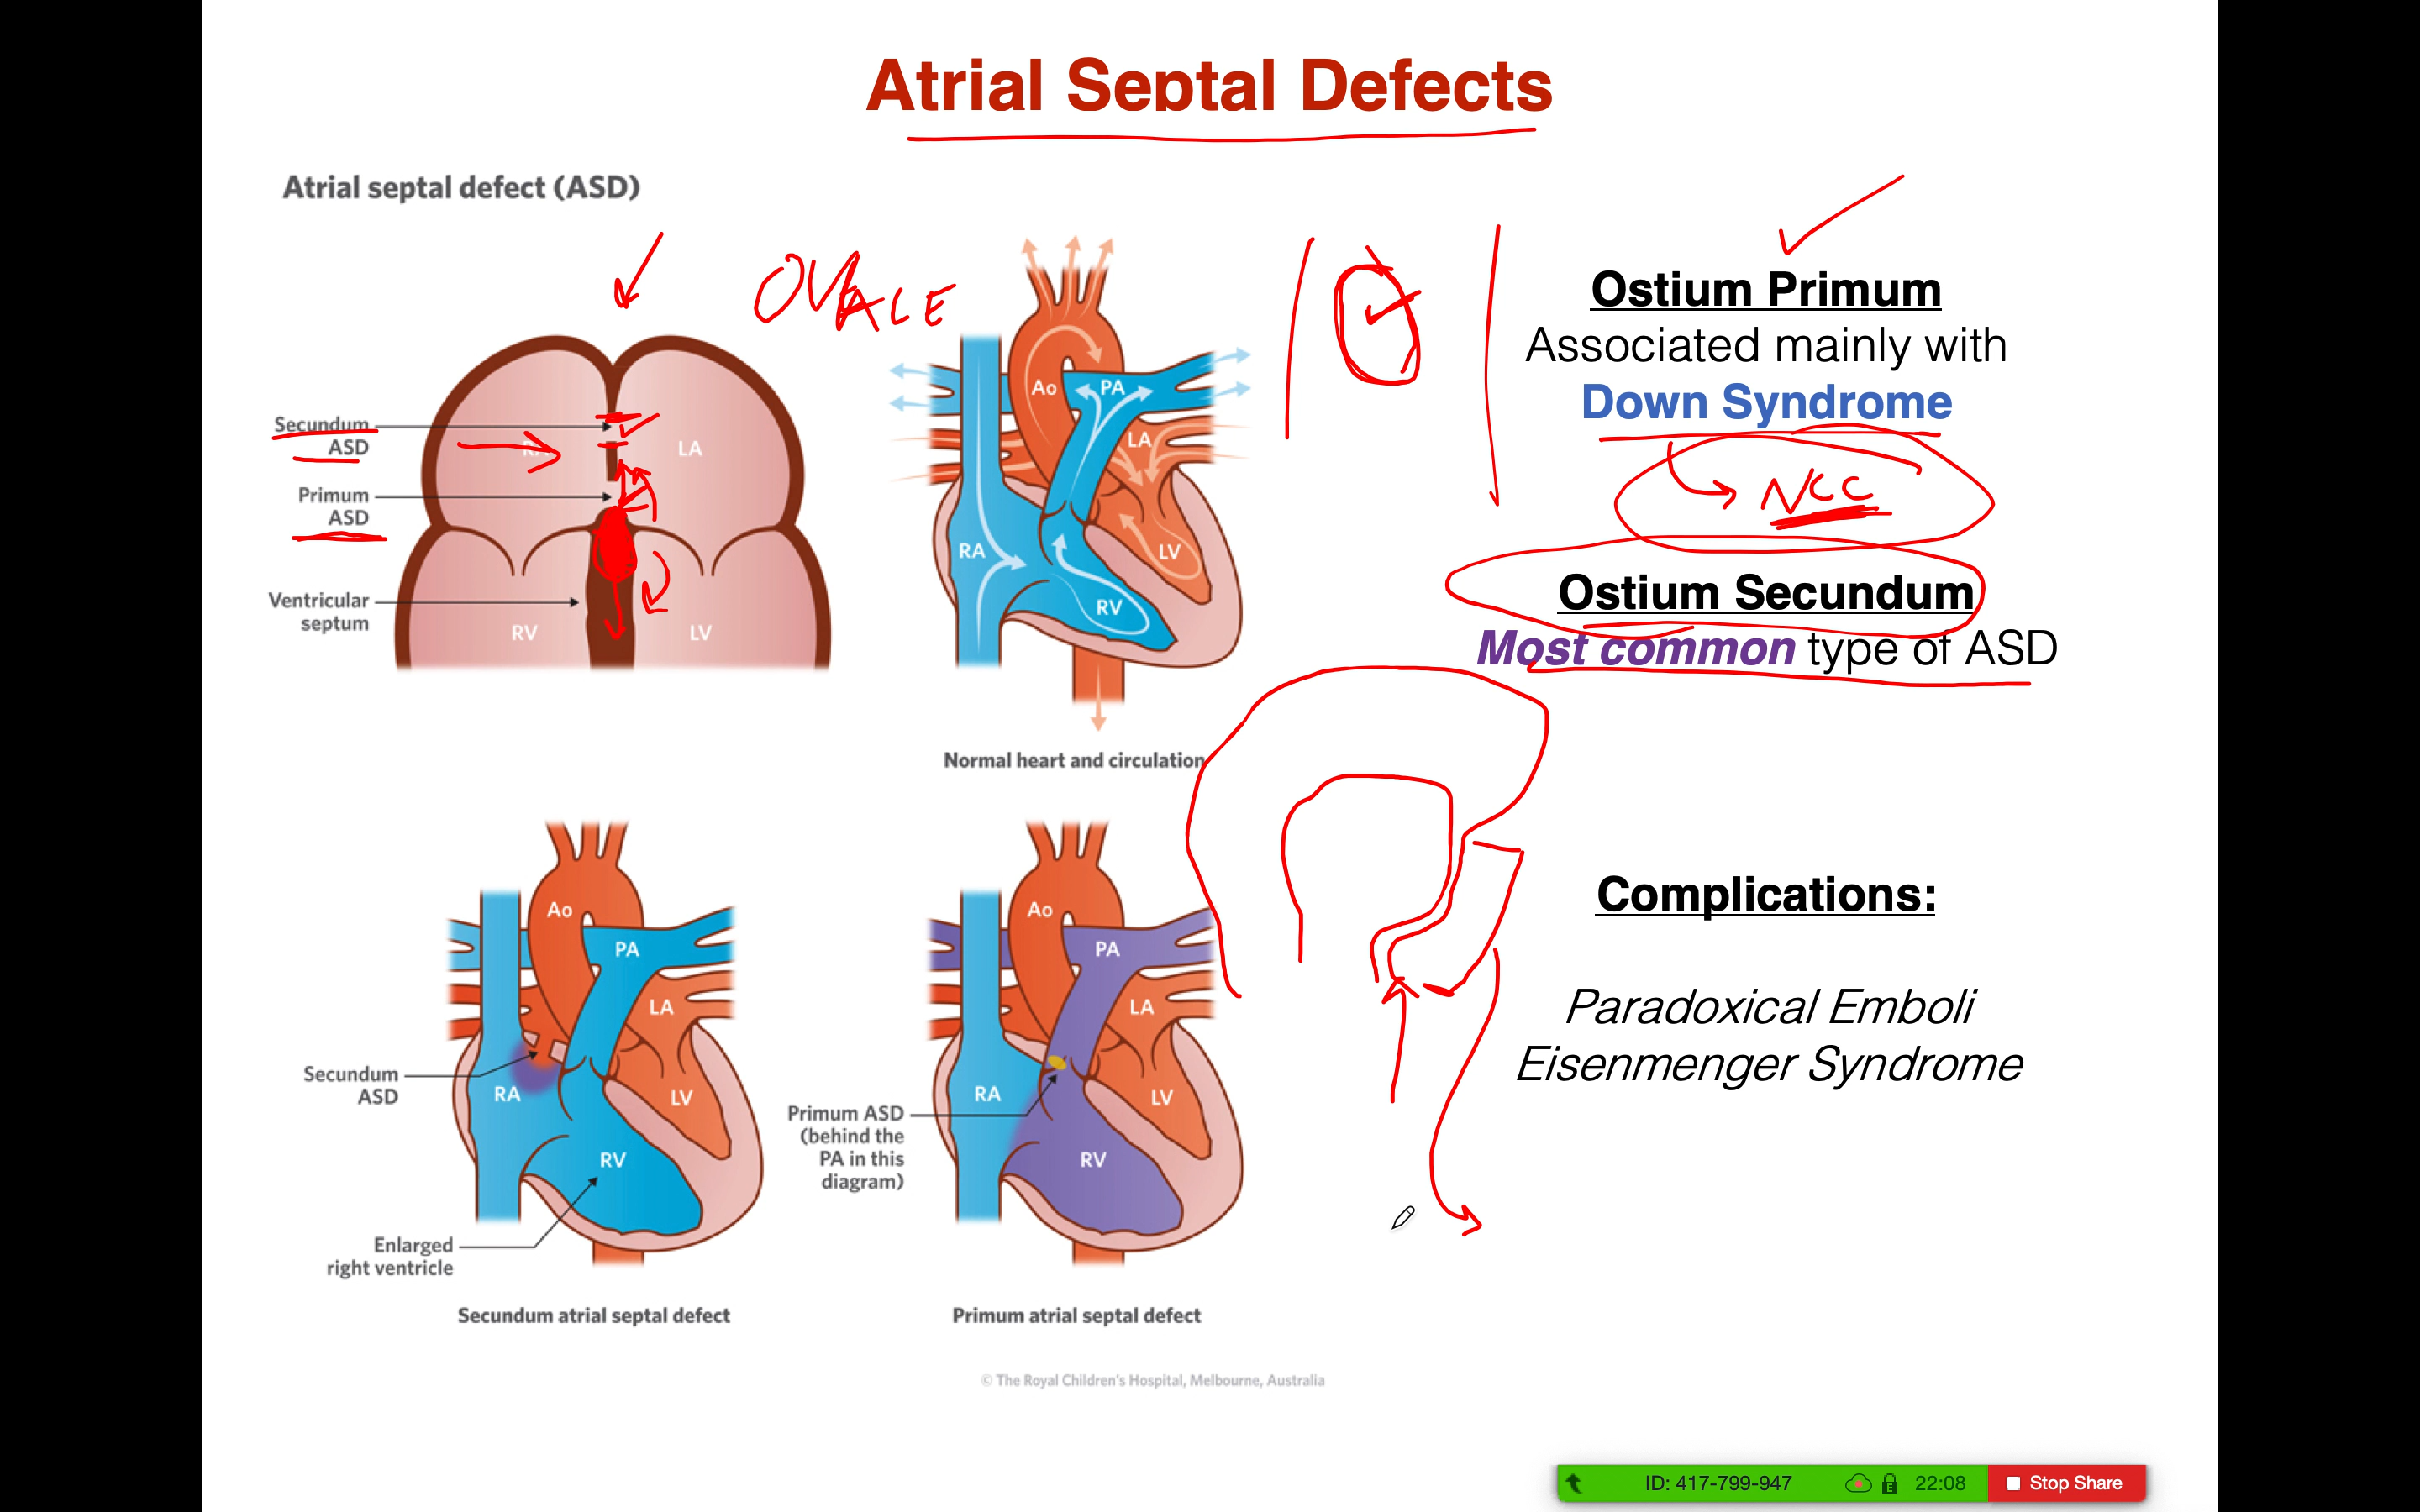 Atrial Septal Defects
Atrial septal defect (ASD)
OVALE
Secundum
ASD
Primum
ASD
Ventricular
septum
RA
LA
RV
LV
Ao
PA
LA
RA
LV
RV
Normal heart and circulation
Ostium Primum
Associated mainly with
Down Syndrome
NCC
Ostium Secundum
Most common type of ASD
Ao
PA
LA
RA
LV
RV
Secundum
ASD
Enlarged
right ventricle
Secundum atrial septal defect
Ao
PA
LA
RA
LV
RV
Primum ASD
(behind the
PA in this
diagram)
Primum atrial septal defect
Complications:
Paradoxical Emboli
Eisenmenger Syndrome
© The Royal Children's Hospital, Melbourne, Australia
ID: 417-799-947
E
22:08
Stop Share